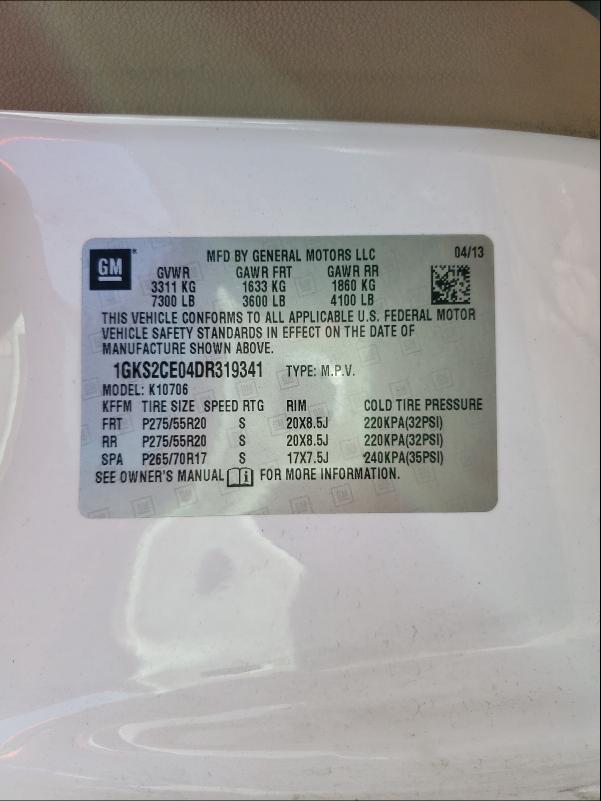 GM
MFD BY GENERAL MOTORS LLC 04/13
GVWR GAWR FRT GAWR RR
3311 KG 1633 KG 1860 KG
7300 LB 3600 LB 4100 LB
THIS VEHICLE CONFORMS TO ALL APPLICABLE U.S. FEDERAL MOTOR
VEHICLE SAFETY STANDARDS IN EFFECT ON THE DATE OF
MANUFACTURE SHOWN ABOVE.
1GKS2CE04DR319341 TYPE: M.P.V.
MODEL: K10706
KFFM TIRE SIZE SPEED RTG RIM COLD TIRE PRESSURE
FRT P275/55R20 S 20X8.5J 220KPA(32PSI)
RR P275/55R20 S 20X8.5J 220KPA(32PSI)
SPA P265/70R17 S 17X7.5J 240KPA(35PSI)
SEE OWNER'S MANUAL i FOR MORE INFORMATION.